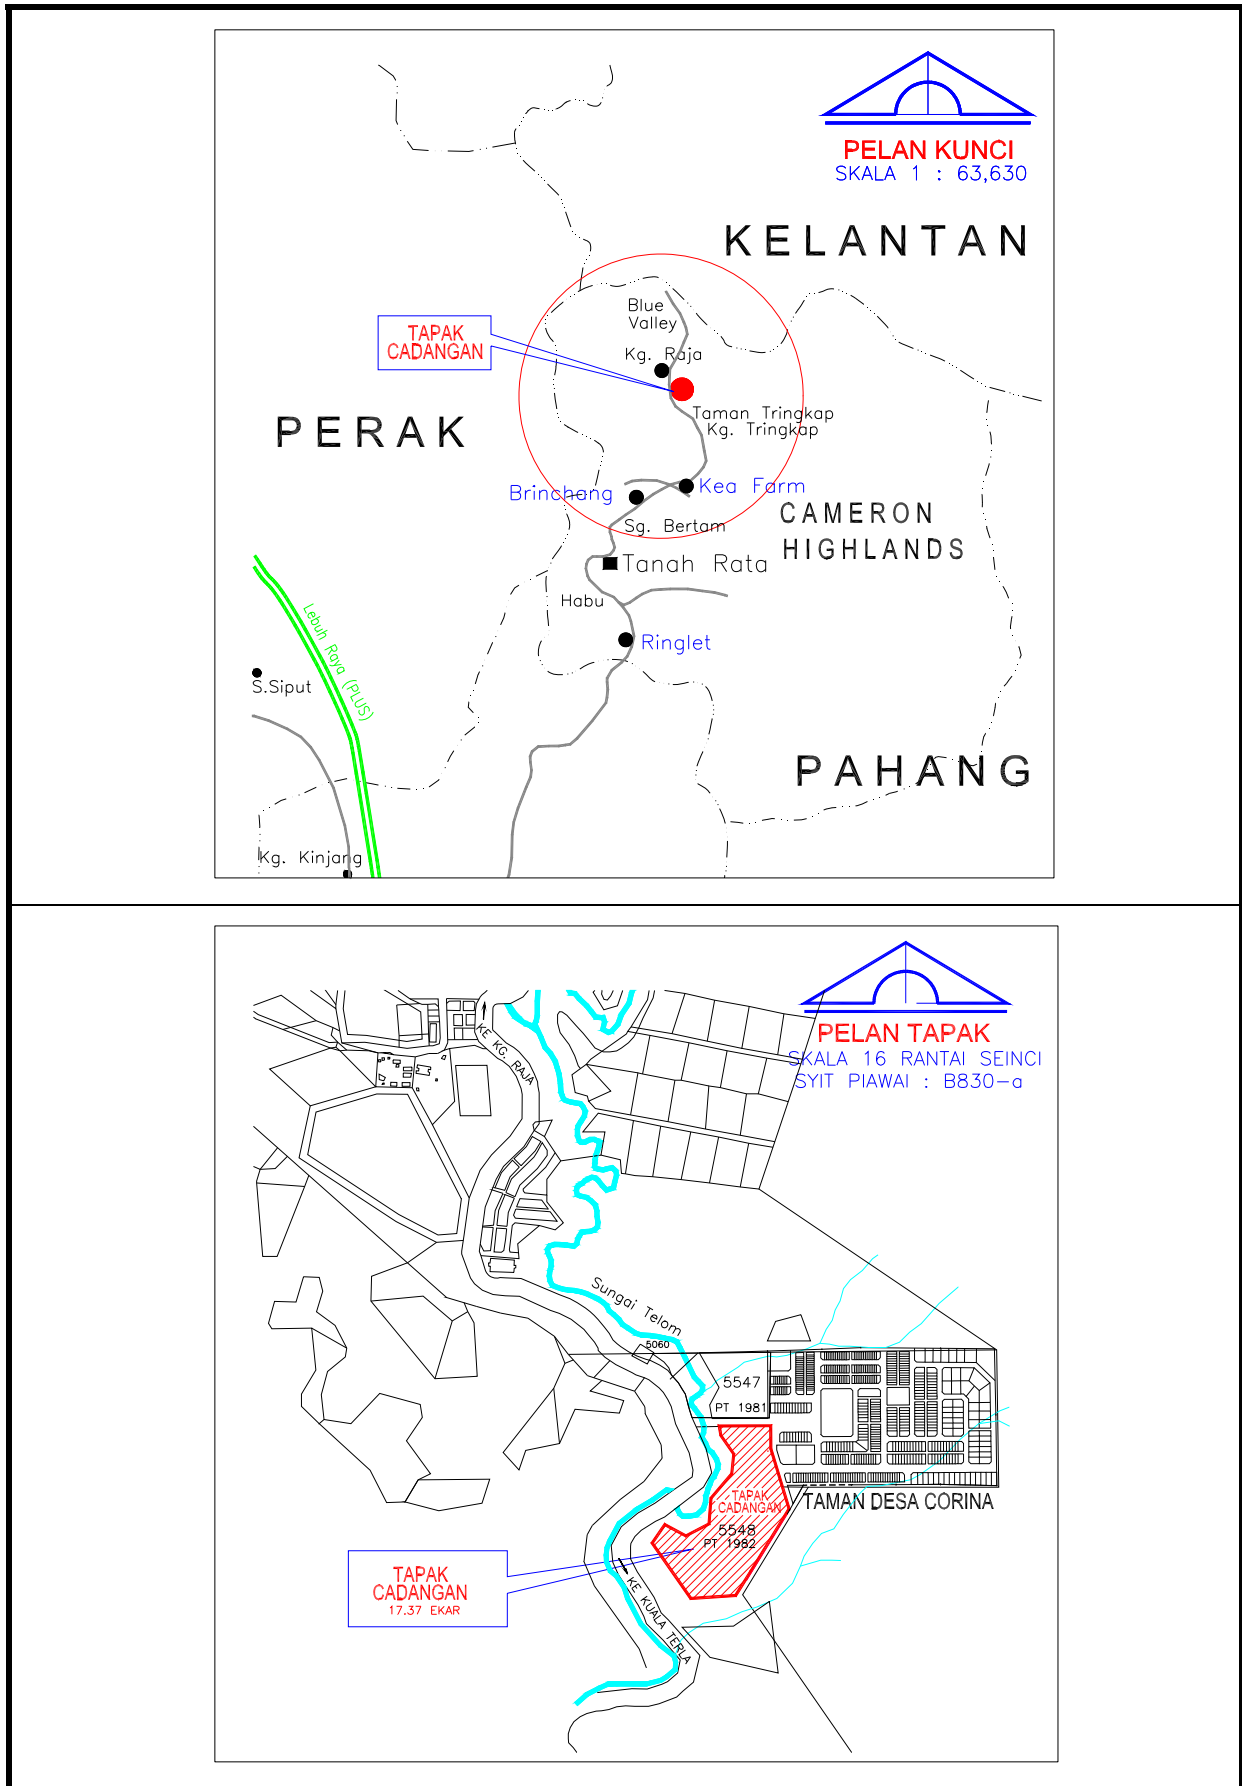 PELAN KUNCI
SKALA 1 : 63,630
KELANTAN
Blue
Valley
TAPAK
CADANGAN
Kg. Raja
Taman Tringkap
Kg. Tringkap
PERAK
Brinchang
Kea Farm
Sg. Bertam
CAMERON
HIGHLANDS
Tanah Rata
Habu
Ringlet
Lebuh Raya (PLUS)
S.Siput
PAHANG
Kg. Kinjang
PELAN TAPAK
SKALA 16 RANTAI SEINCI
SYIT PIAWAI : B830-a
KE KG. RAJA
Sungai Telom
5060
5547
PT 1981
TAPAK
CADANGAN
TAMAN DESA CORINA
5548
PT 1982
TAPAK
CADANGAN
17.37 EKAR
KE KUALA TERLA